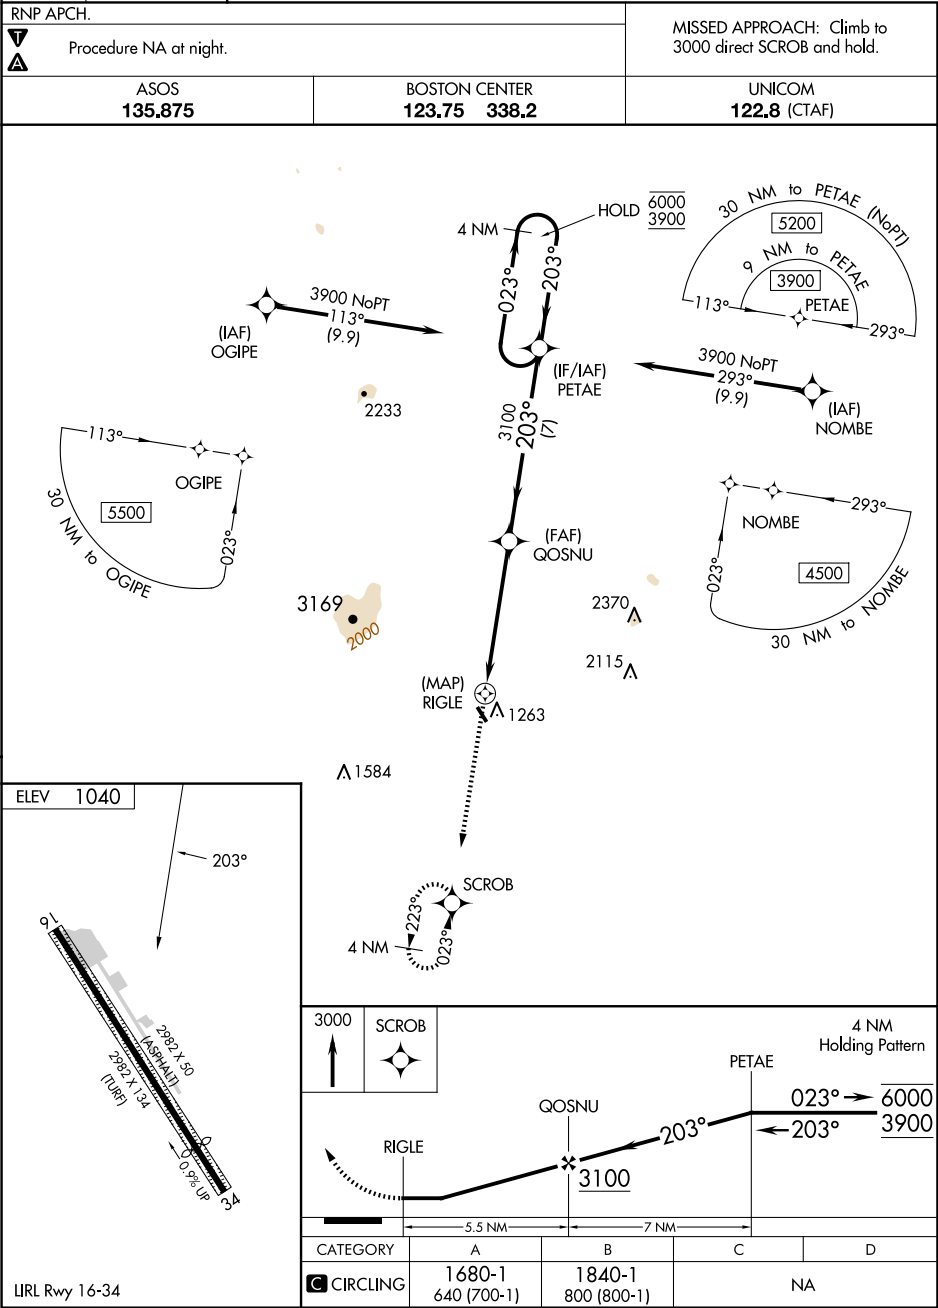 RNP APCH.
T
A
Procedure NA at night.
MISSED APPROACH: Climb to
3000 direct SCROB and hold.
ASOS
135.875
BOSTON CENTER
123.75 338.2
UNICOM
122.8 (CTAF)
4 NM
HOLD
6000
3900
023°
203°
30 NM to PETAE (NoPT)
5200
9 NM to PETAE
3900
PETAE
113°
293°
3900 NoPT
113°
(9.9)
(IAF)
OGIPE
(IF/IAF)
PETAE
3900 NoPT
293°
(9.9)
(IAF)
NOMBE
2233
3100
203°
(7)
113°
OGIPE
5500
023°
30 NM to OGIPE
(FAF)
QOSNU
NOMBE
293°
023°
4500
30 NM to NOMBE
3169
2000
2370
2115
(MAP)
RIGLE
1263
1584
SCROB
223°
023°
4 NM
ELEV 1040
203°
16
2982 X 50
(ASPHALT)
2982 X 134
(TURF)
0.9% UP
34
LIRL Rwy 16-34
3000
SCROB
4 NM
Holding Pattern
PETAE
023°
6000
203°
3900
QOSNU
203°
RIGLE
3100
5.5 NM
7 NM
CATEGORY A B C D
C CIRCLING
1680-1
640 (700-1)
1840-1
800 (800-1)
NA